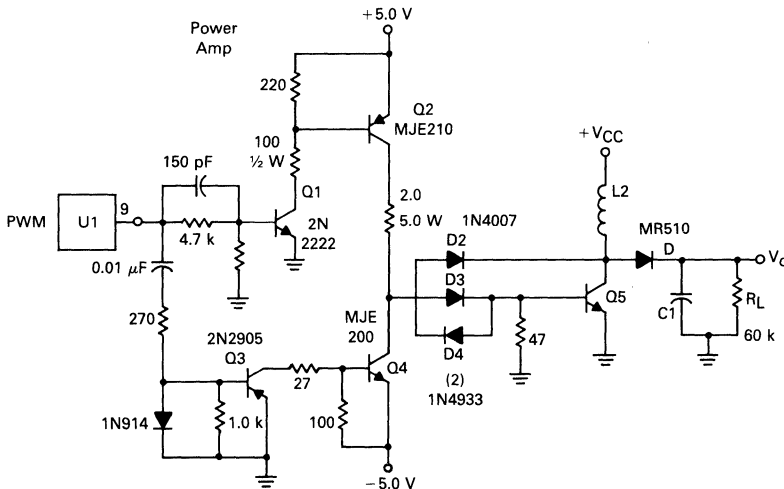 +5.0 V
Power
Amp
220
Q2
MJE210
100
½ W
+VCC
150 pF
Q1
L2
PWM
U1
9
2N
2222
2.0
5.0 W
1N4007
MR510
4.7 k
D2
D
0.01 µF
D3
Q5
C1
RL
270
MJE
200
D4
47
60 k
2N2905
Q3
27
Q4
(2)
1N4933
1N914
1.0 k
100
−5.0 V